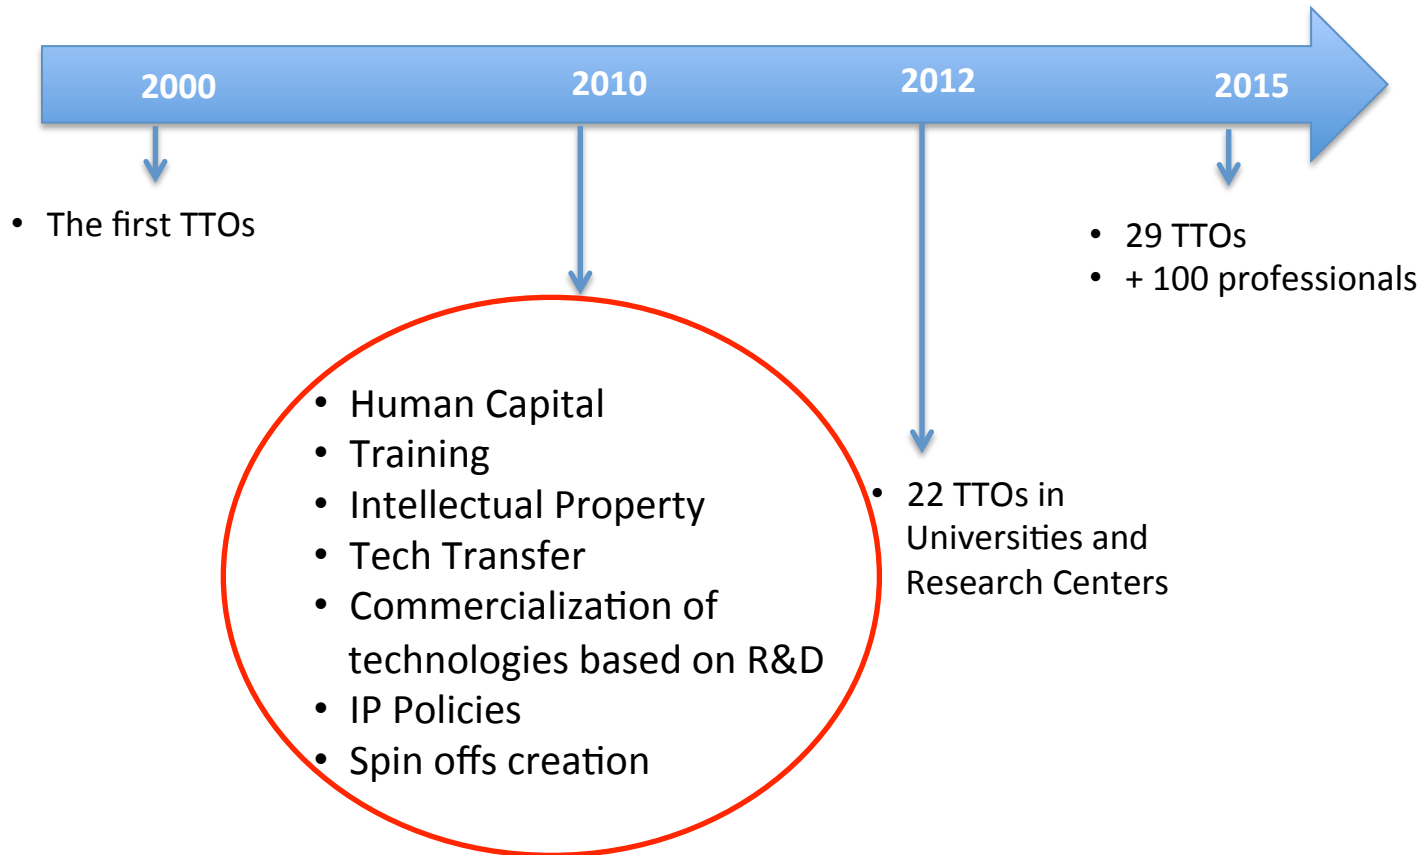 2000
2010
2012
2015
• The first TTOs
• 29 TTOs
• + 100 professionals
• Human Capital
• Training
• Intellectual Property
• Tech Transfer
• Commercialization of
technologies based on R&D
• IP Policies
• Spin offs creation
• 22 TTOs in
Universities and
Research Centers